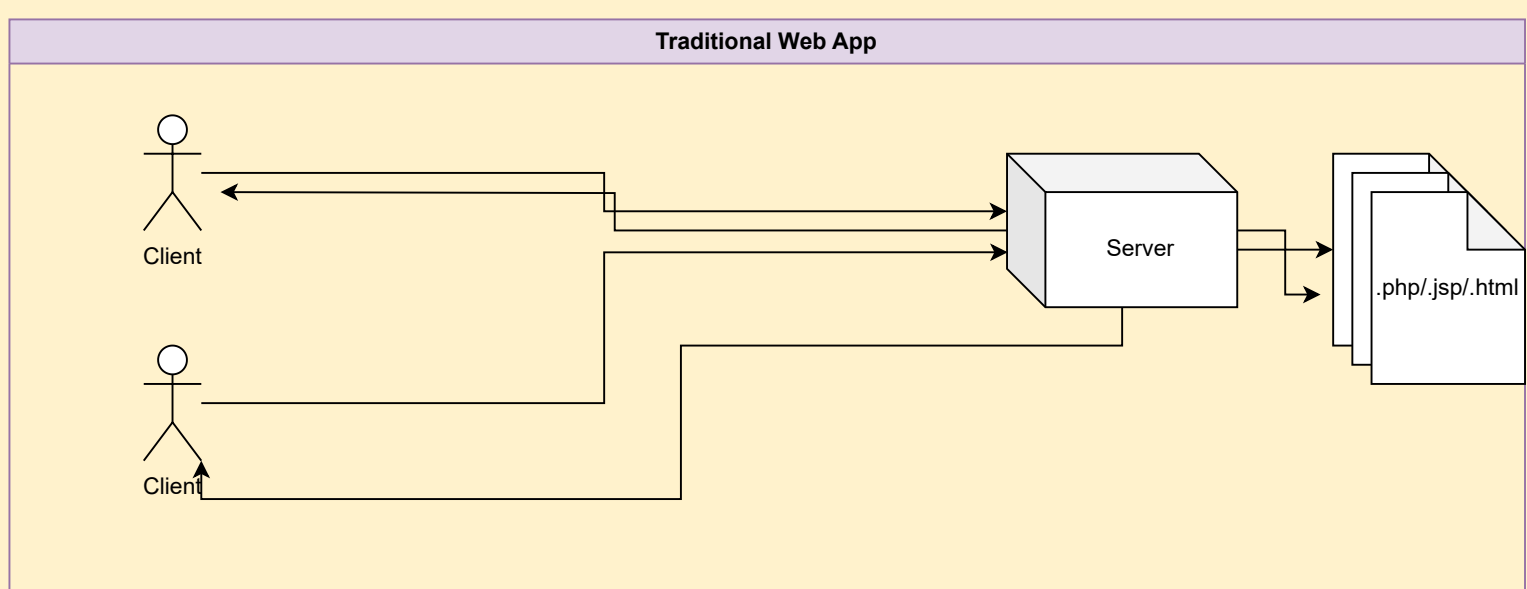 Traditional Web App
Client
Server
.php/.jsp/.html
Client